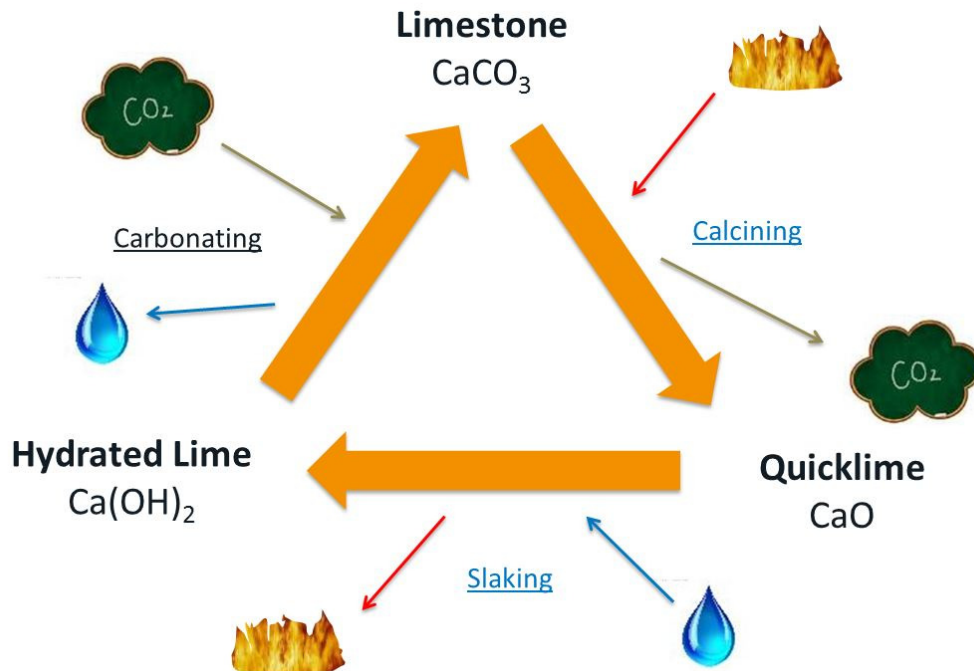 Limestone
CaCO₃
CO₂
Carbonating
Calcining
CO₂
Hydrated Lime
Ca(OH)₂
Quicklime
CaO
Slaking